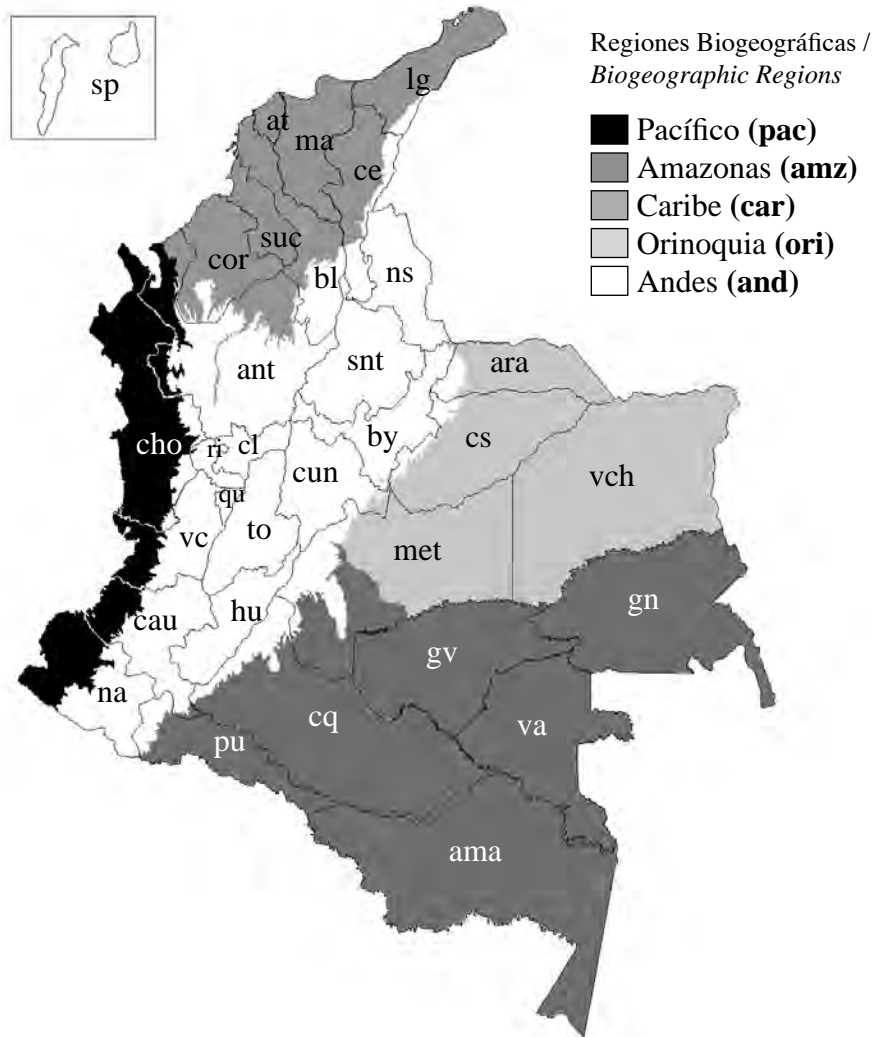 Regiones Biogeográficas /
Biogeographic Regions
Pacífico (pac)
Amazonas (amz)
Caribe (car)
Orinoquia (ori)
Andes (and)
sp
lg
at
ma
ce
suc
cor
bl
ns
ant
snt
ara
cho
ri
cl
by
cs
cun
vch
qu
vc
to
met
cau
hu
gn
gv
na
cq
va
pu
ama